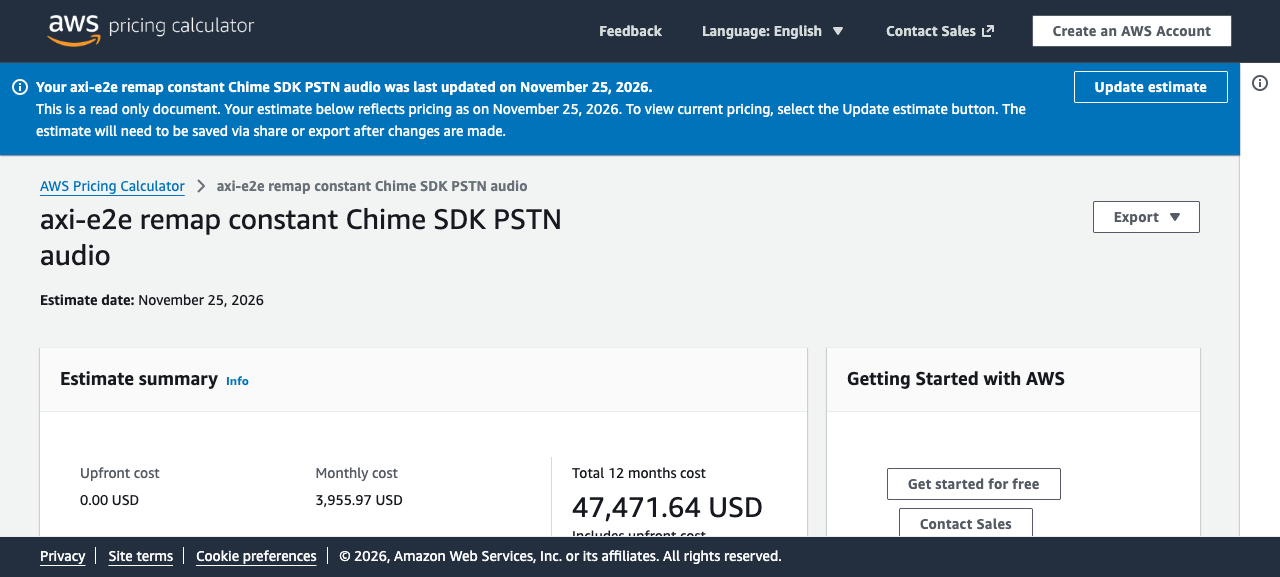 aws pricing calculator
Feedback
Language: English
Contact Sales
Create an AWS Account
Your axi-e2e remap constant Chime SDK PSTN audio was last updated on November 25, 2026.
This is a read only document. Your estimate below reflects pricing as on November 25, 2026. To view current pricing, select the Update estimate button. The
estimate will need to be saved via share or export after changes are made.
Update estimate
AWS Pricing Calculator
axi-e2e remap constant Chime SDK PSTN audio
axi-e2e remap constant Chime SDK PSTN
audio
Export
Estimate date: November 25, 2026
Estimate summary Info
Getting Started with AWS
Upfront cost
0.00 USD
Monthly cost
3,955.97 USD
Total 12 months cost
47,471.64 USD
Includes upfront cost
Get started for free
Contact Sales
Privacy
Site terms
Cookie preferences
© 2026, Amazon Web Services, Inc. or its affiliates. All rights reserved.